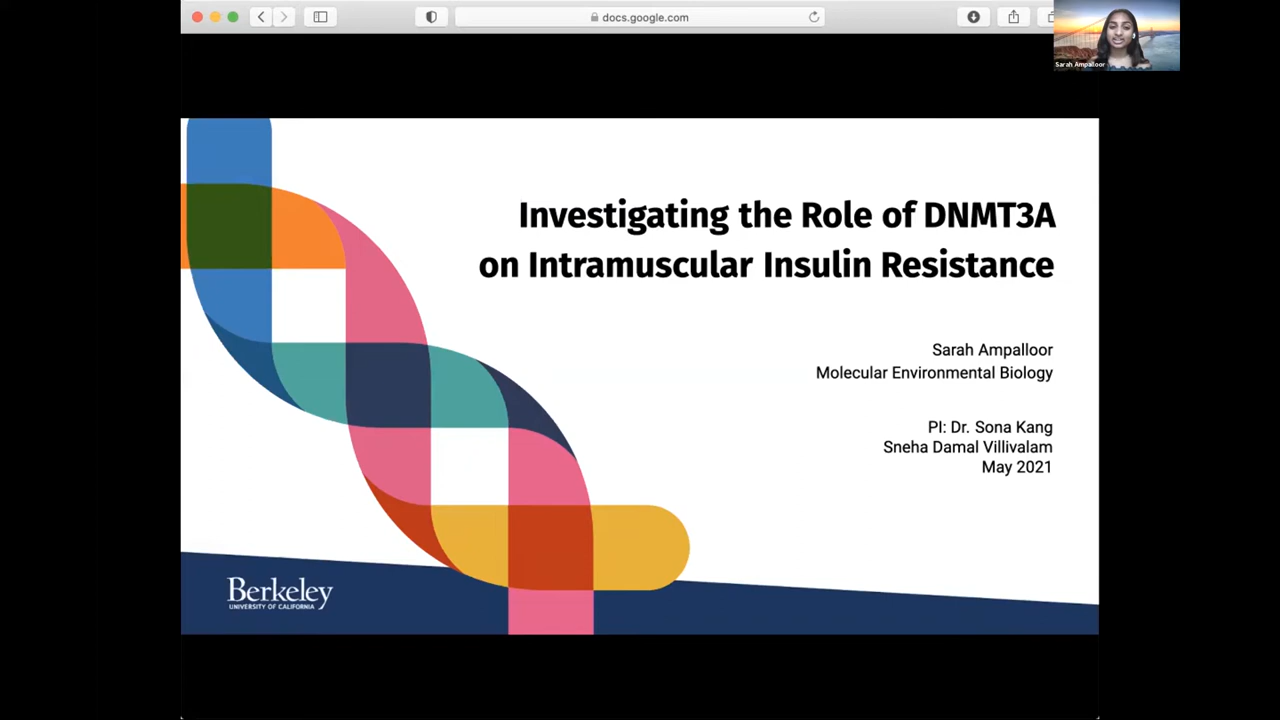 docs.google.com
Sarah Ampalloor
Investigating the Role of DNMT3A
on Intramuscular Insulin Resistance
Sarah Ampalloor
Molecular Environmental Biology
PI: Dr. Sona Kang
Sneha Damal Villivalam
May 2021
Berkeley
UNIVERSITY OF CALIFORNIA